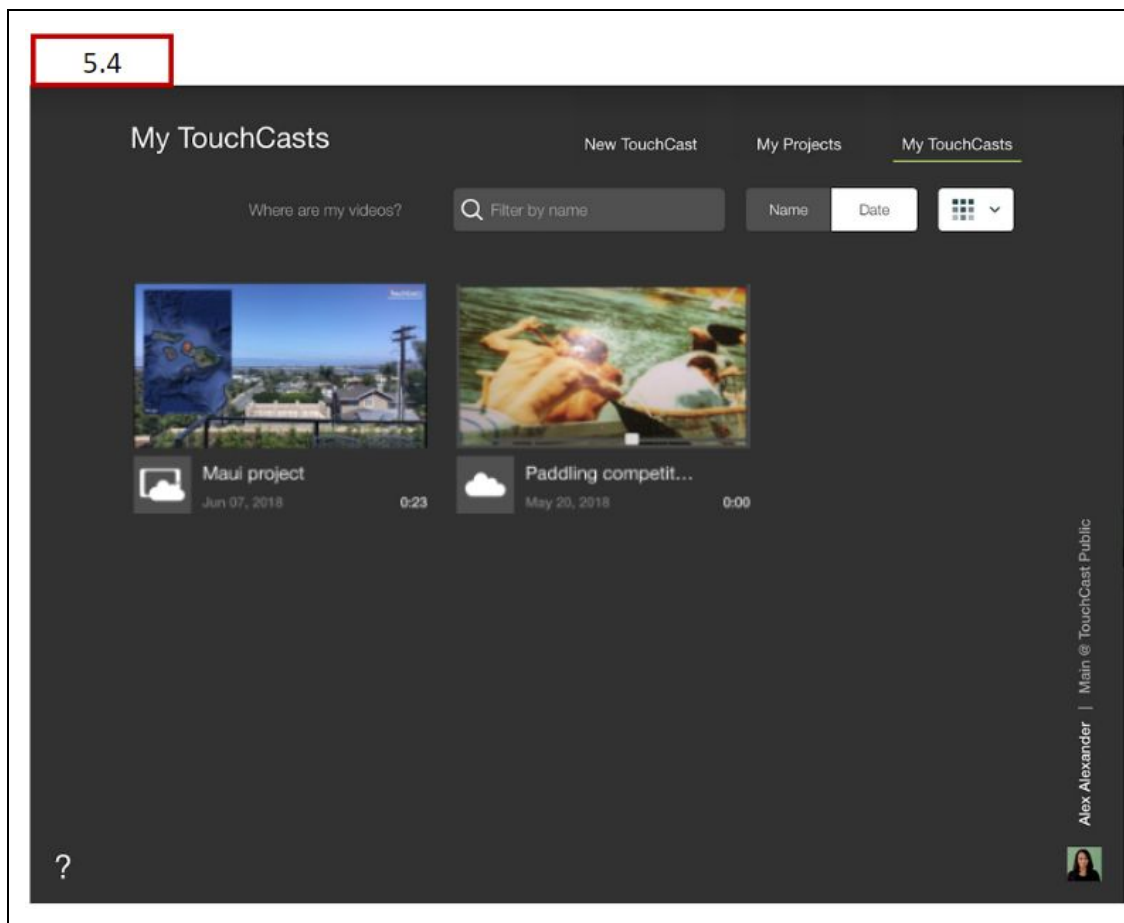 5.4
My TouchCasts
New TouchCast
My Projects
My TouchCasts
Where are my videos?
Filter by name
Name
Date
TouchCast
Maui project
Jun 07, 2018
0:23
Paddling competit...
May 20, 2018
0:00
Alex Alexander | Main @ TouchCast Public
?